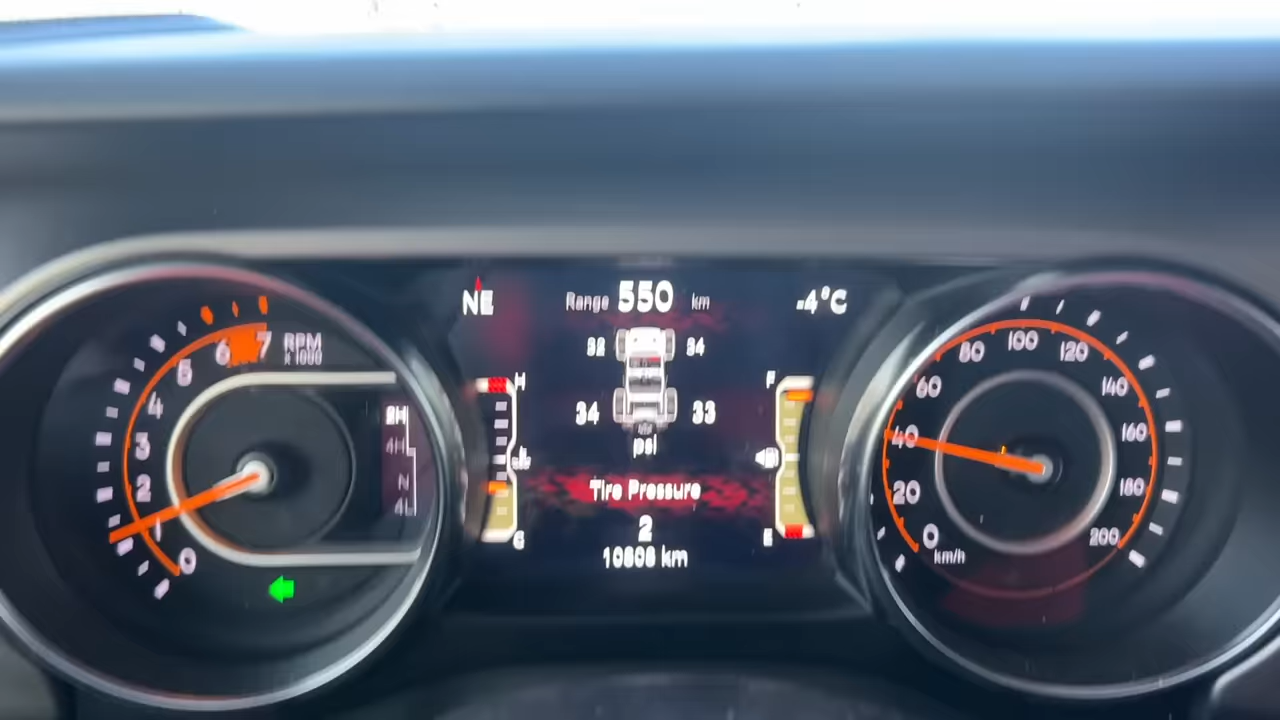 NE
Range 550 km
-4°C
32 34
34 33
psi
Tire Pressure
2
10808 km
H
C
F
E
RPM
x 1000
0
1
2
3
4
5
6
7
2H
4H
N
4L
0
20
40
60
80
100
120
140
160
180
200
km/h